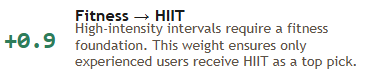 Fitness → HIIT
+0.9
High-intensity intervals require a fitness
foundation. This weight ensures only
experienced users receive HIIT as a top pick.